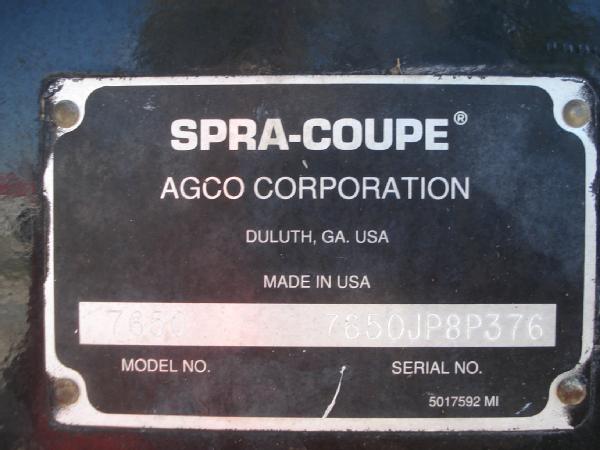 SPRA-COUPE®
AGCO CORPORATION
DULUTH, GA. USA
MADE IN USA
7650 7650JP8P376
MODEL NO. SERIAL NO.
5017592 MI